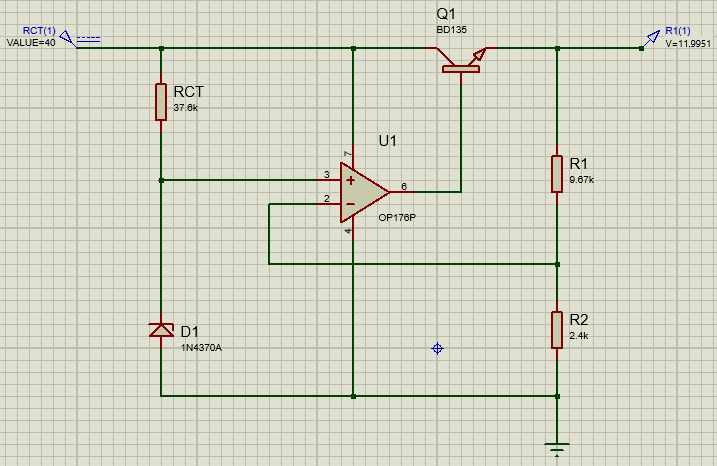 Q1
BD135
RCT(1)
VALUE=40
R1(1)
V=11.9951
RCT
37.6k
U1
7
3
2
6
4
OP176P
R1
9.67k
D1
1N4370A
R2
2.4k